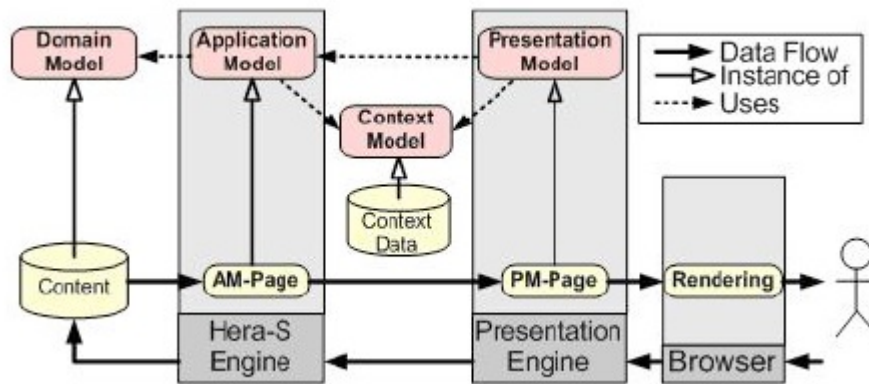 Domain
Model
Application
Model
Presentation
Model
Data Flow
Instance of
Uses
Context
Model
Context
Data
Content
AM-Page
PM-Page
Rendering
Hera-S
Engine
Presentation
Engine
Browser